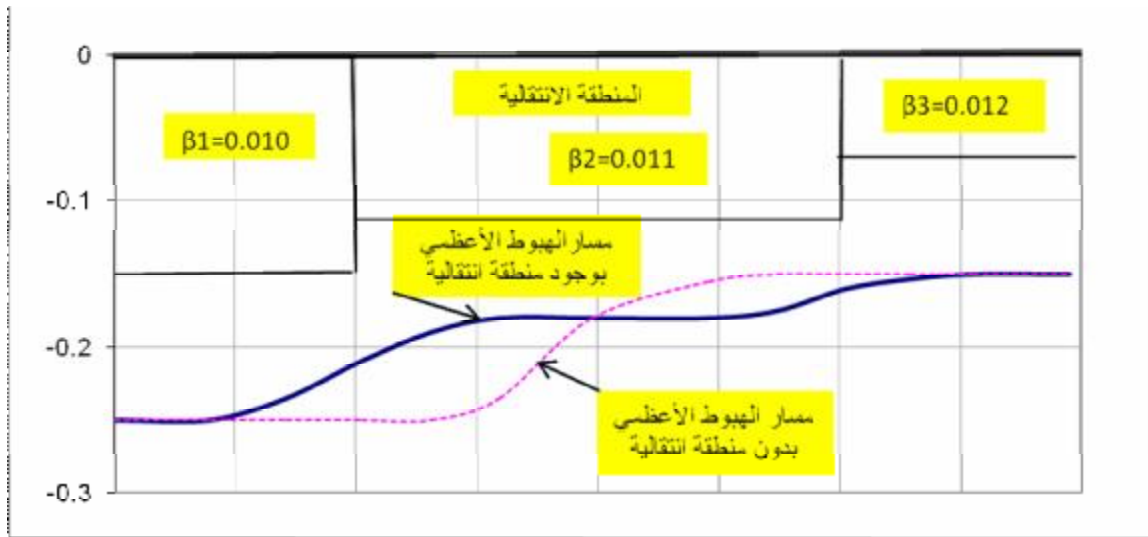 0
المنطقة الانتقالية
β3=0.012
β1=0.010
β2=0.011
-0.1
مسار الهبوط الأعظمي
بوجود منطقة انتقالية
-0.2
مسار الهبوط الأعظمي
بدون منطقة انتقالية
-0.3